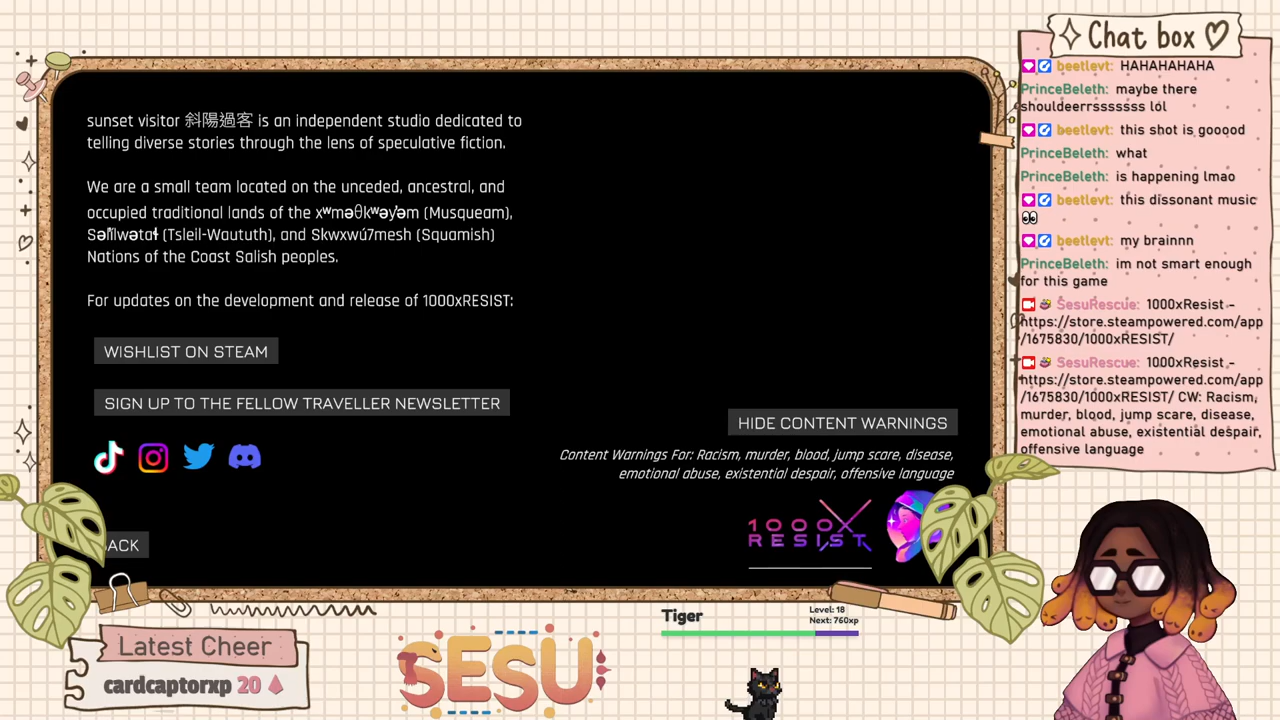 sunset visitor 斜陽過客 is an independent studio dedicated to
telling diverse stories through the lens of speculative fiction.
We are a small team located on the unceded, ancestral, and
occupied traditional lands of the xʷməθkʷəy̓əm (Musqueam),
Səl̓ílwətaɬ (Tsleil-Waututh), and Skwxwú7mesh (Squamish)
Nations of the Coast Salish peoples.
For updates on the development and release of 1000xRESIST:
WISHLIST ON STEAM
SIGN UP TO THE FELLOW TRAVELLER NEWSLETTER
HIDE CONTENT WARNINGS
Content Warnings For: Racism, murder, blood, jump scare, disease,
emotional abuse, existential despair, offensive language
1000X
RESIST
ACK
Chat box
beetlevt: HAHAHAHAHA
PrinceBeleth: maybe there
shouldeerrsssssss lol
beetlevt: this shot is gooood
PrinceBeleth: what
PrinceBeleth: is happening lmao
beetlevt: this dissonant music
beetlevt: my brainnn
PrinceBeleth: im not smart enough
for this game
SesuRescue: 1000xResist -
https://store.steampowered.com/app
/1675830/1000xRESIST/
SesuRescue: 1000xResist -
https://store.steampowered.com/app
/1675830/1000xRESIST/ CW: Racism,
murder, blood, jump scare, disease,
emotional abuse, existential despair,
offensive language
Latest Cheer
cardcaptorxp 20
SESU
Tiger
Level: 18
Next: 760xp